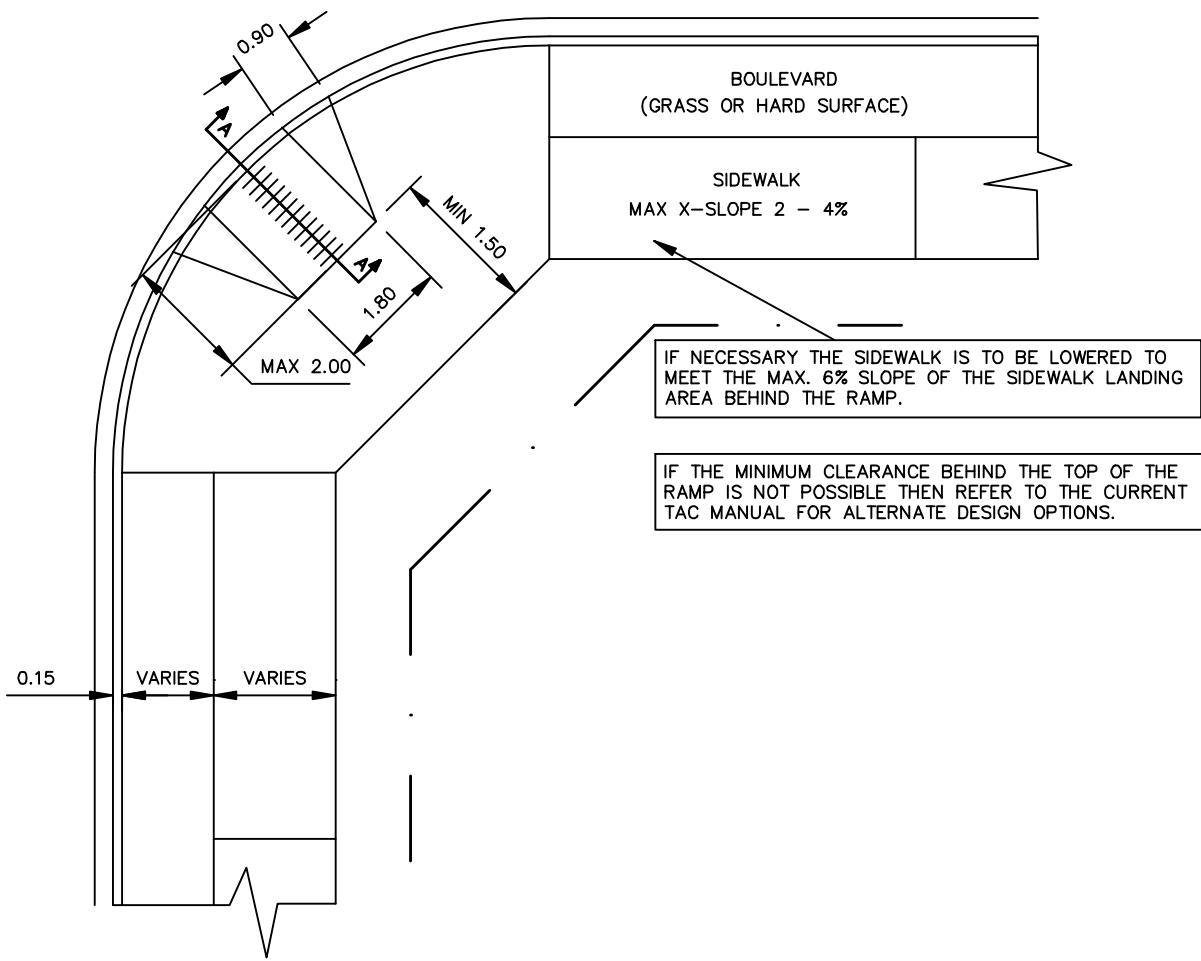 0.90
BOULEVARD
(GRASS OR HARD SURFACE)
A
SIDEWALK
MAX X-SLOPE 2 - 4%
MIN 1.50
A
1.80
MAX 2.00
IF NECESSARY THE SIDEWALK IS TO BE LOWERED TO
MEET THE MAX. 6% SLOPE OF THE SIDEWALK LANDING
AREA BEHIND THE RAMP.
IF THE MINIMUM CLEARANCE BEHIND THE TOP OF THE
RAMP IS NOT POSSIBLE THEN REFER TO THE CURRENT
TAC MANUAL FOR ALTERNATE DESIGN OPTIONS.
0.15
VARIES
VARIES